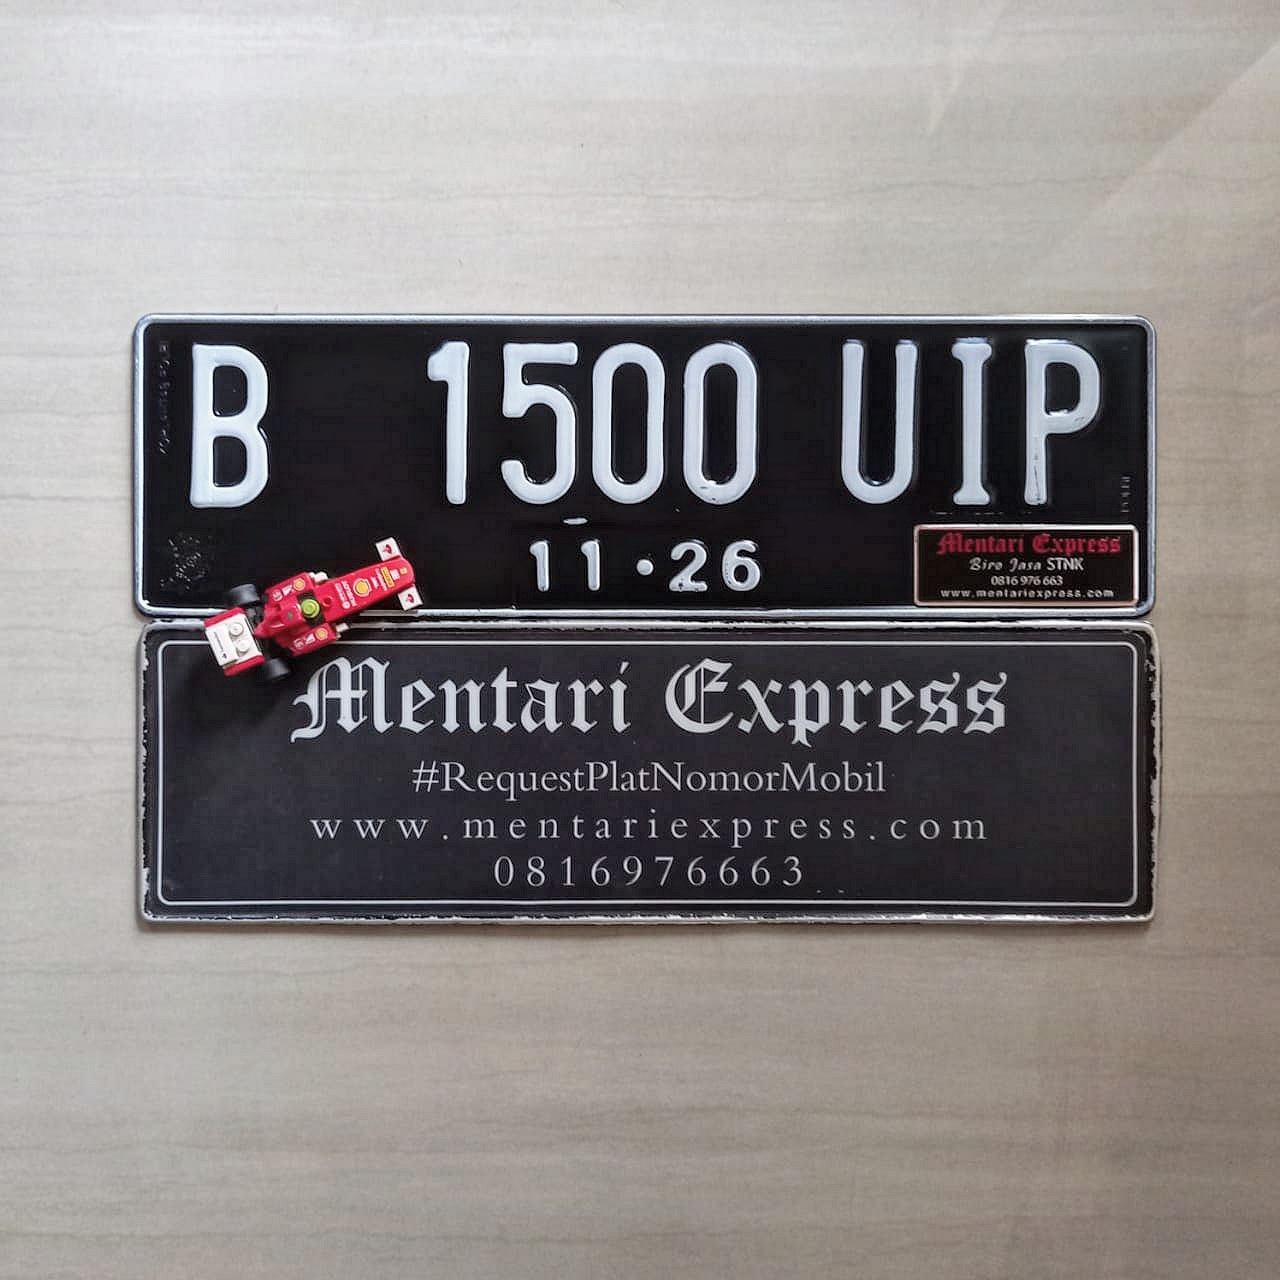 B 1500 UIP
11·26
Mentari Express
Biro Jasa STNK
0816 976 663
www.mentariexpress.com
Mentari Express
#RequestPlatNomorMobil
www.mentariexpress.com
0816976663